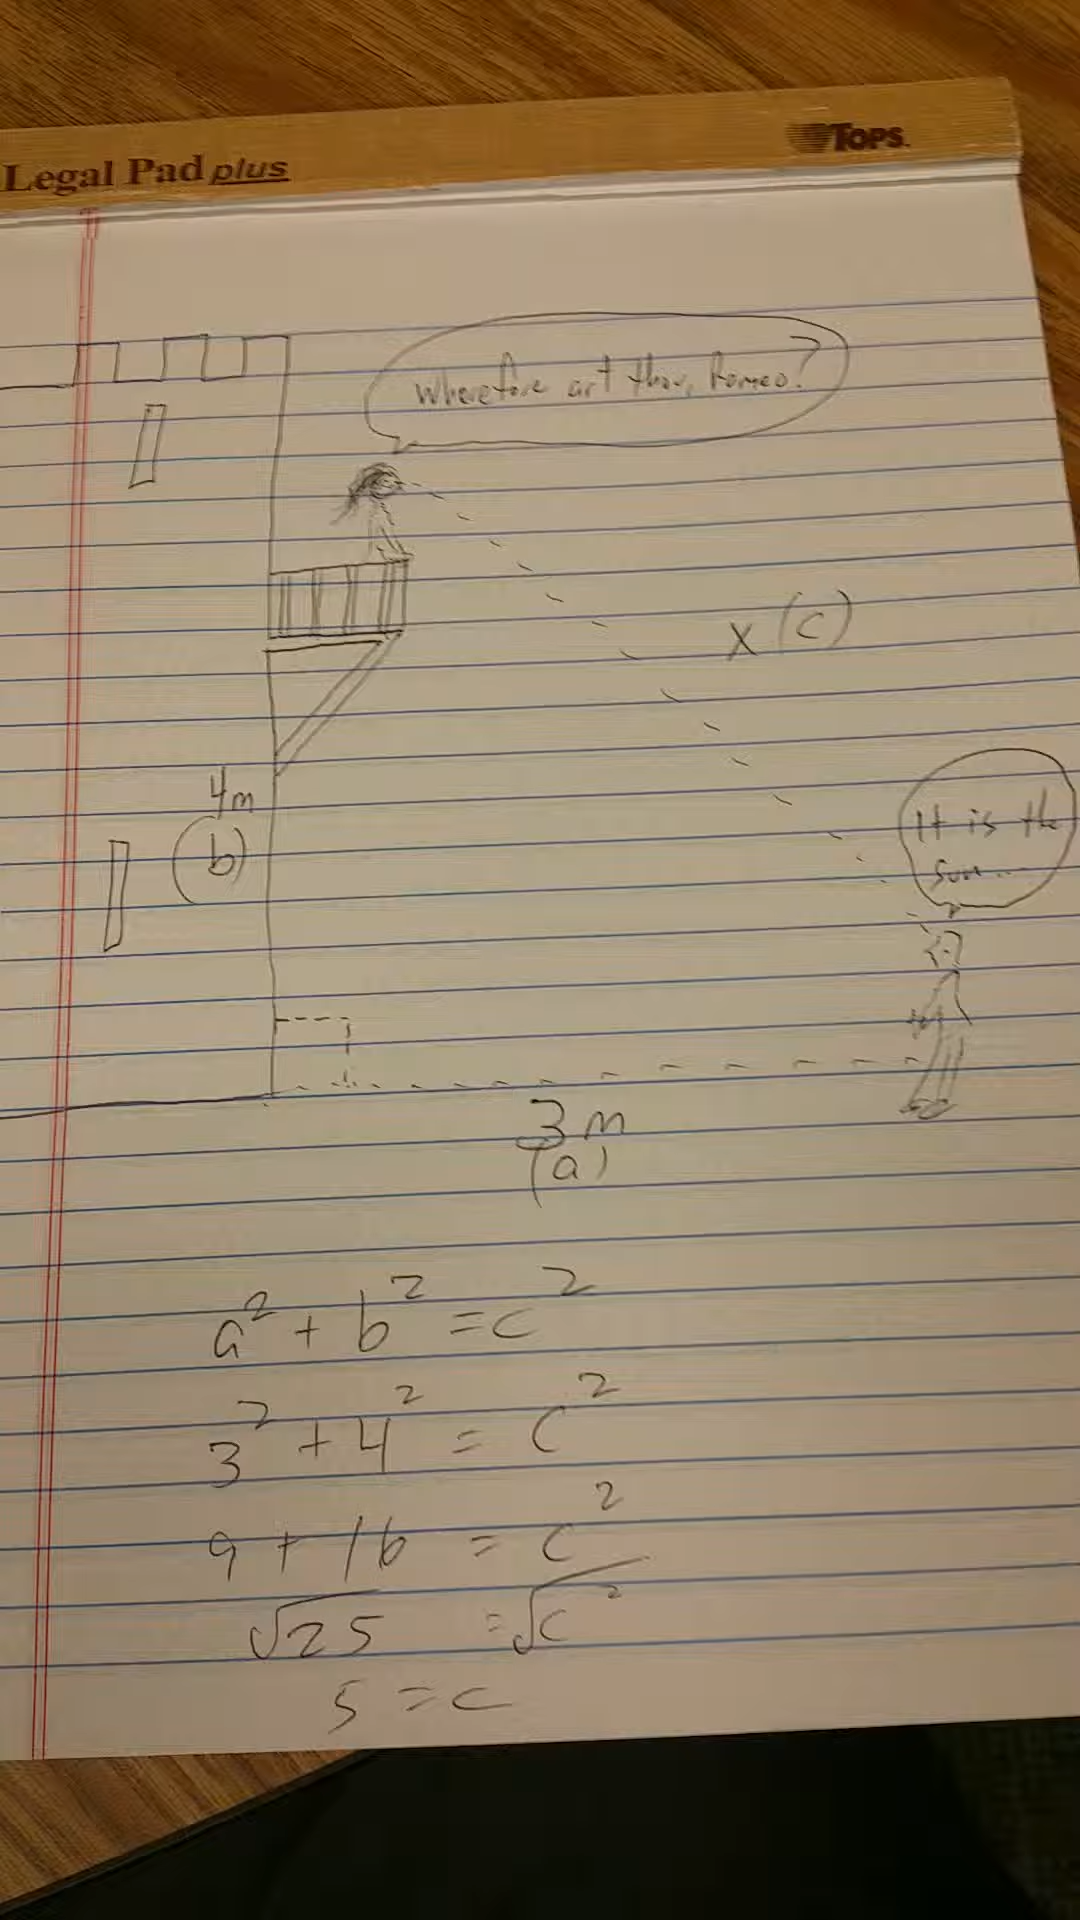 Legal Pad plus
TOPS.
Wherefore art thou, Romeo?
x (c)
4m
(b)
It is the
sun...
3m
(a)
a² + b² = c²
3² + 4² = c²
9 + 16 = c²
√25 = √c²
5 = c